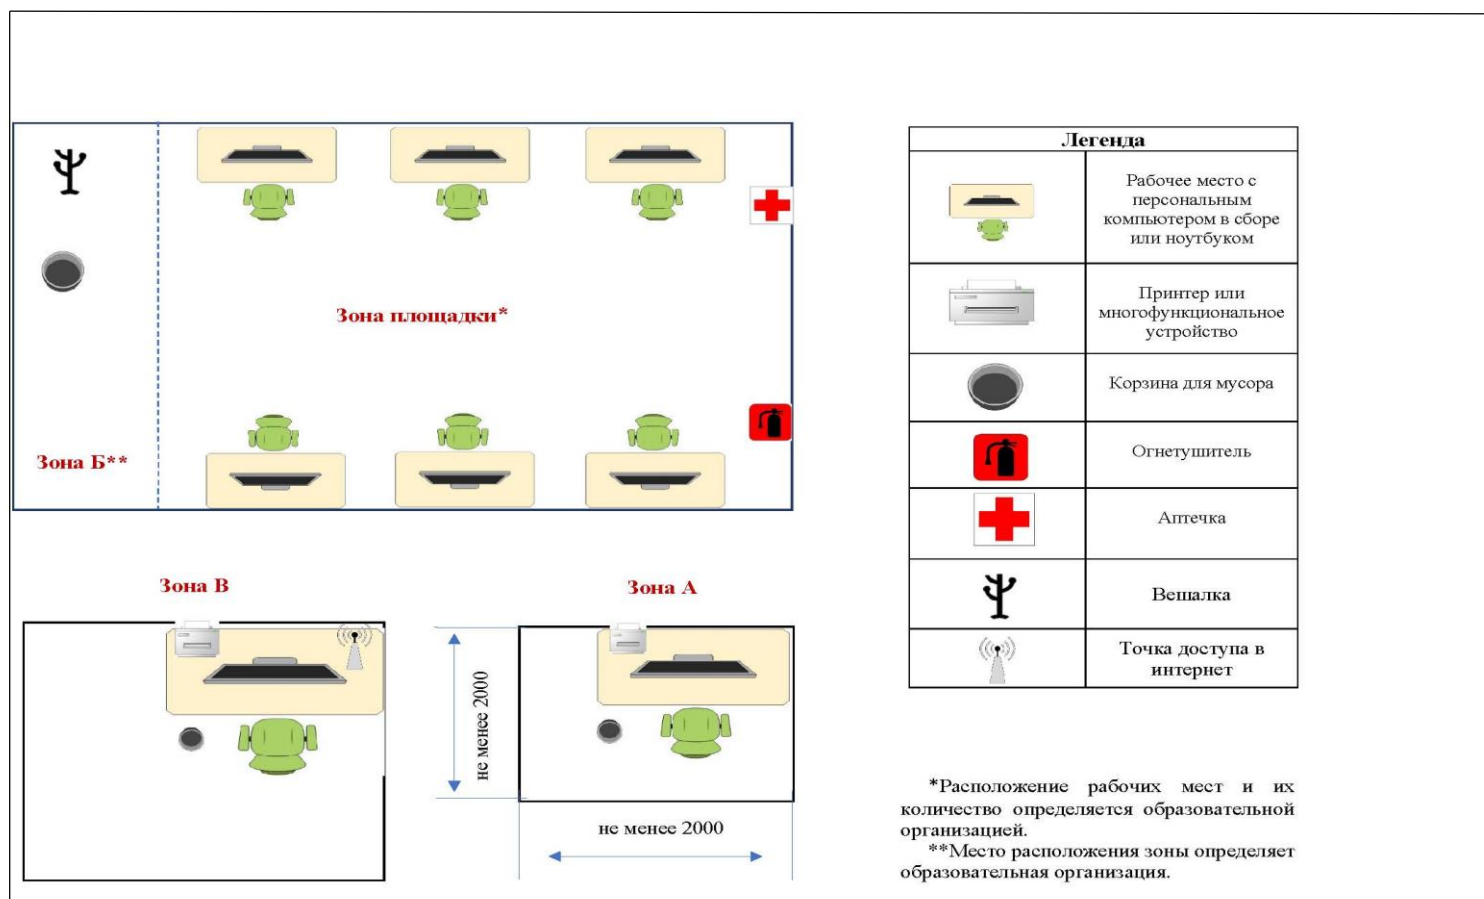 Зона площадки*
Зона Б**
Зона В
Зона А
не менее 2000
не менее 2000
Легенда
Рабочее место с
персональным
компьютером в сборе
или ноутбуком
Принтер или
многофункциональное
устройство
Корзина для мусора
Огнетушитель
Аптечка
Вешалка
Точка доступа в
интернет
*Расположение рабочих мест и их
количество определяется образовательной
организацией.
**Место расположения зоны определяет
образовательная организация.